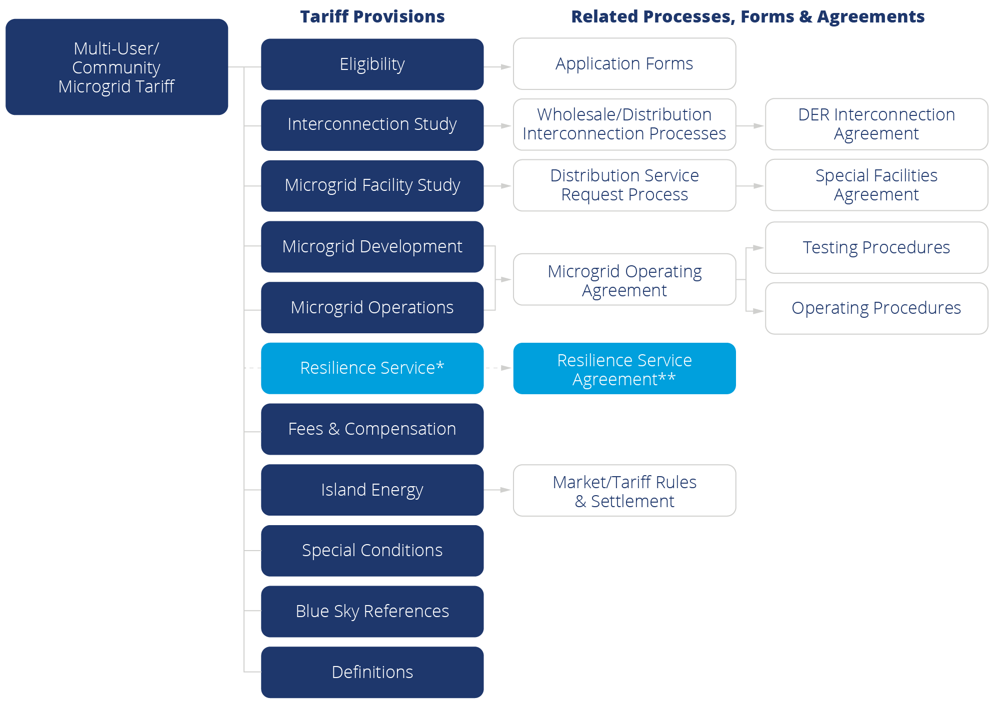 Tariff Provisions
Related Processes, Forms & Agreements
Multi-User/
Community
Microgrid Tariff
Eligibility
Application Forms
Interconnection Study
Wholesale/Distribution
Interconnection Processes
DER Interconnection
Agreement
Microgrid Facility Study
Distribution Service
Request Process
Special Facilities
Agreement
Microgrid Development
Microgrid Operations
Microgrid Operating
Agreement
Testing Procedures
Operating Procedures
Resilience Service*
Resilience Service
Agreement**
Fees & Compensation
Island Energy
Market/Tariff Rules
& Settlement
Special Conditions
Blue Sky References
Definitions